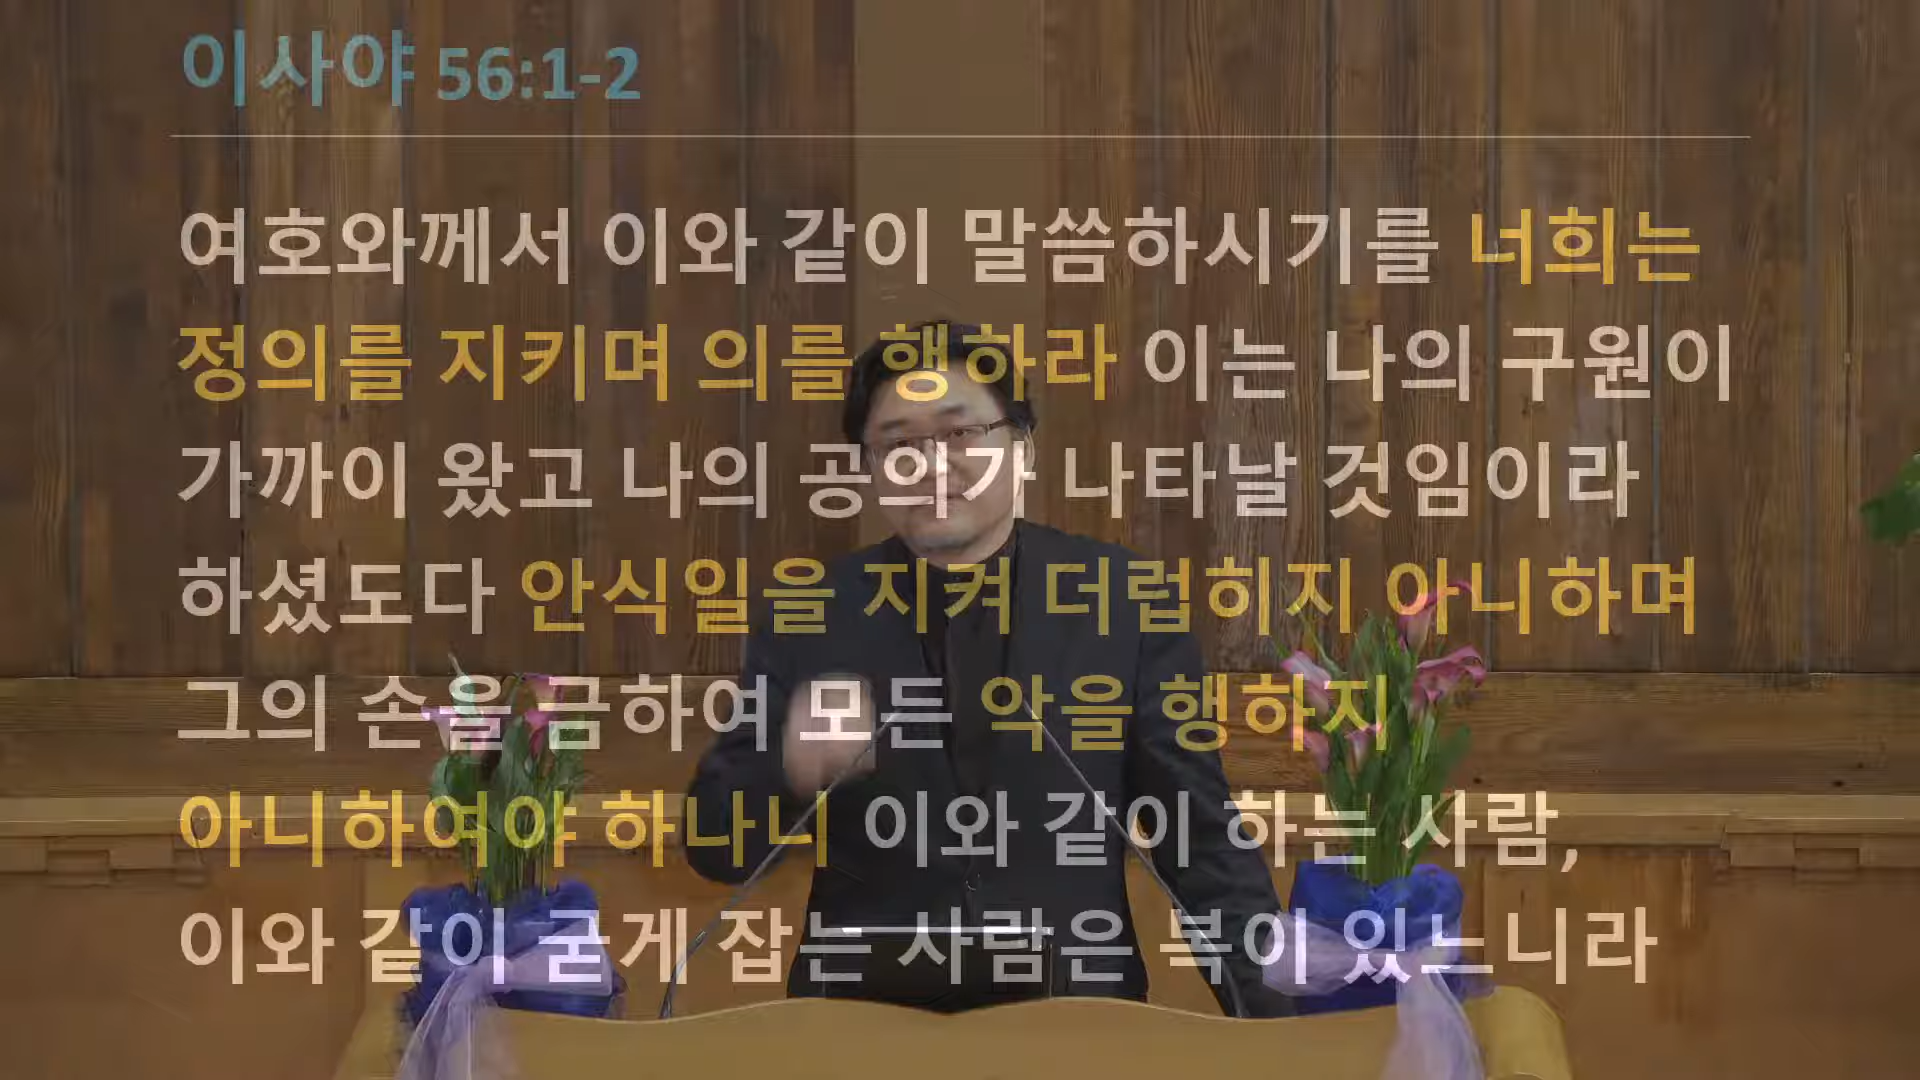 이사야 56:1-2
여호와께서 이와 같이 말씀하시기를 너희는
정의를 지키며 의를 행하라 이는 나의 구원이
가까이 왔고 나의 공의가 나타날 것임이라
하셨도다 안식일을 지켜 더럽히지 아니하며
그의 손을 금하여 모든 악을 행하지
아니하여야 하나니 이와 같이 하는 사람,
이와 같이 굳게 잡는 사람은 복이 있느니라